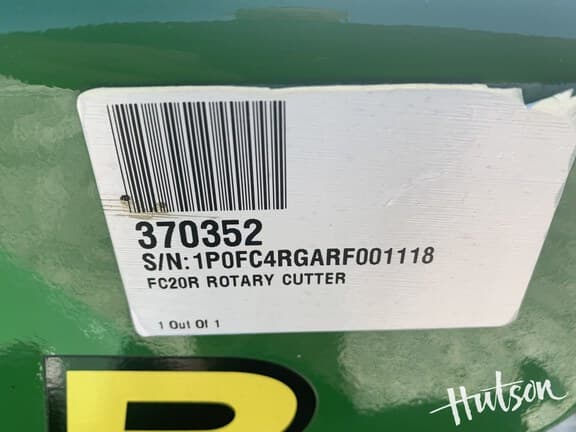 370352
S/N:1P0FC4RGARF001118
FC20R ROTARY CUTTER
1 Out Of 1
Hutson